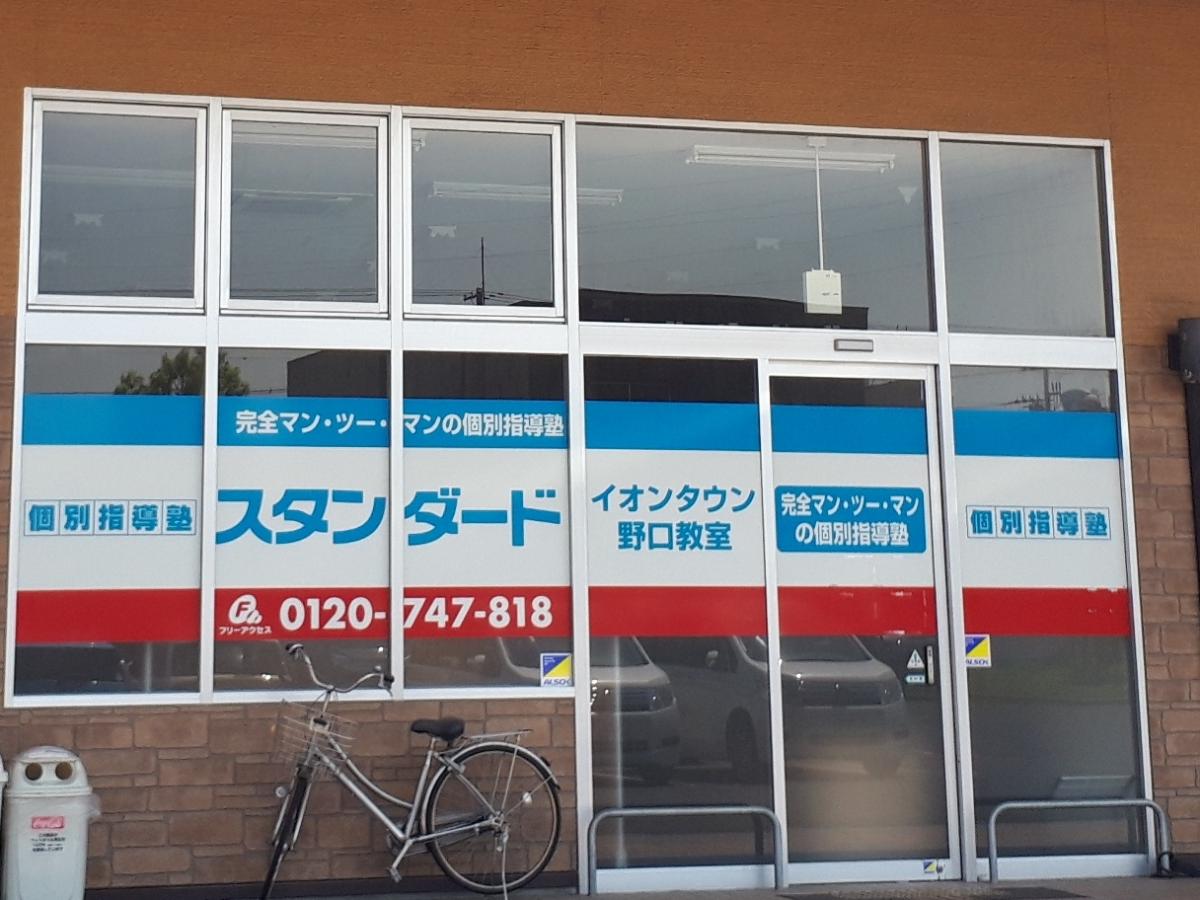 完全マン・ツー・マンの個別指導塾
個別指導塾
スタンダード
イオンタウン
野口教室
完全マン・ツー・マン
の個別指導塾
個別指導塾
フリーアクセス
0120-747-818
ALSOK
ALSOK
Coca-Cola